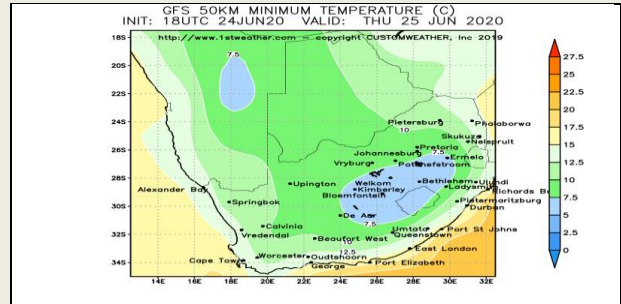 GFS 50KM MINIMUM TEMPERATURE (C)
INIT: 18UTC 24JUN20 VALID: THU 25 JUN 2020
http://www.1stweather.com — copyright CUSTOMWEATHER, Inc 2019
18S
20S
22S
24S
26S
28S
30S
32S
34S
7.5
Pietersburg
Phalaborwa
10
Skukuza
Nelspruit
Pretoria
Johannesburg
7.5
Ermelo
Vryburg
Potchefstroom
Welkom
Bethlehem
Ulundi
Alexander Bay
Upington
Kimberley
Ladysmith
Richards B
Bloemfontein
Springbok
Pietermaritzburg
Durban
De Aar
7.5
Calvinia
Umtata
Port St Johns
Vredendal
Queenstown
Beaufort West
10
12.5
East London
Cape Town
Worcester
Oudtshoorn
George
Port Elizabeth
14E 16E 18E 20E 22E 24E 26E 28E 30E 32E
27.5
25
22.5
20
17.5
15
12.5
10
7.5
5
2.5
0